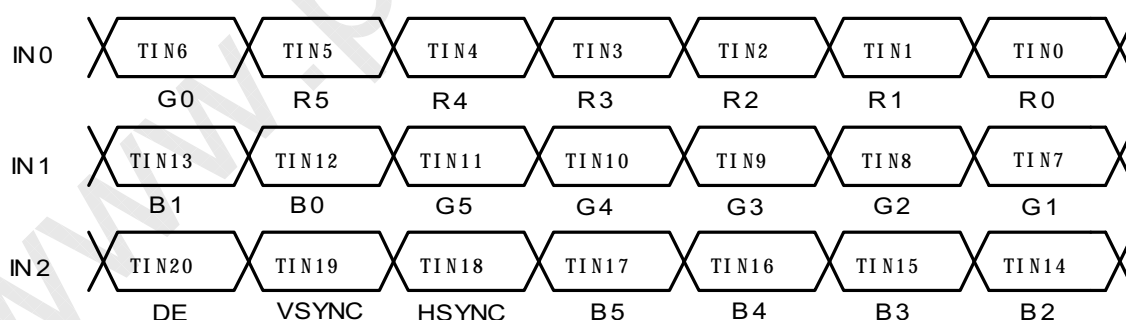 IN0 TIN6 TIN5 TIN4 TIN3 TIN2 TIN1 TIN0
G0 R5 R4 R3 R2 R1 R0
IN1 TIN13 TIN12 TIN11 TIN10 TIN9 TIN8 TIN7
B1 B0 G5 G4 G3 G2 G1
IN2 TIN20 TIN19 TIN18 TIN17 TIN16 TIN15 TIN14
DE VSYNC HSYNC B5 B4 B3 B2
www.p